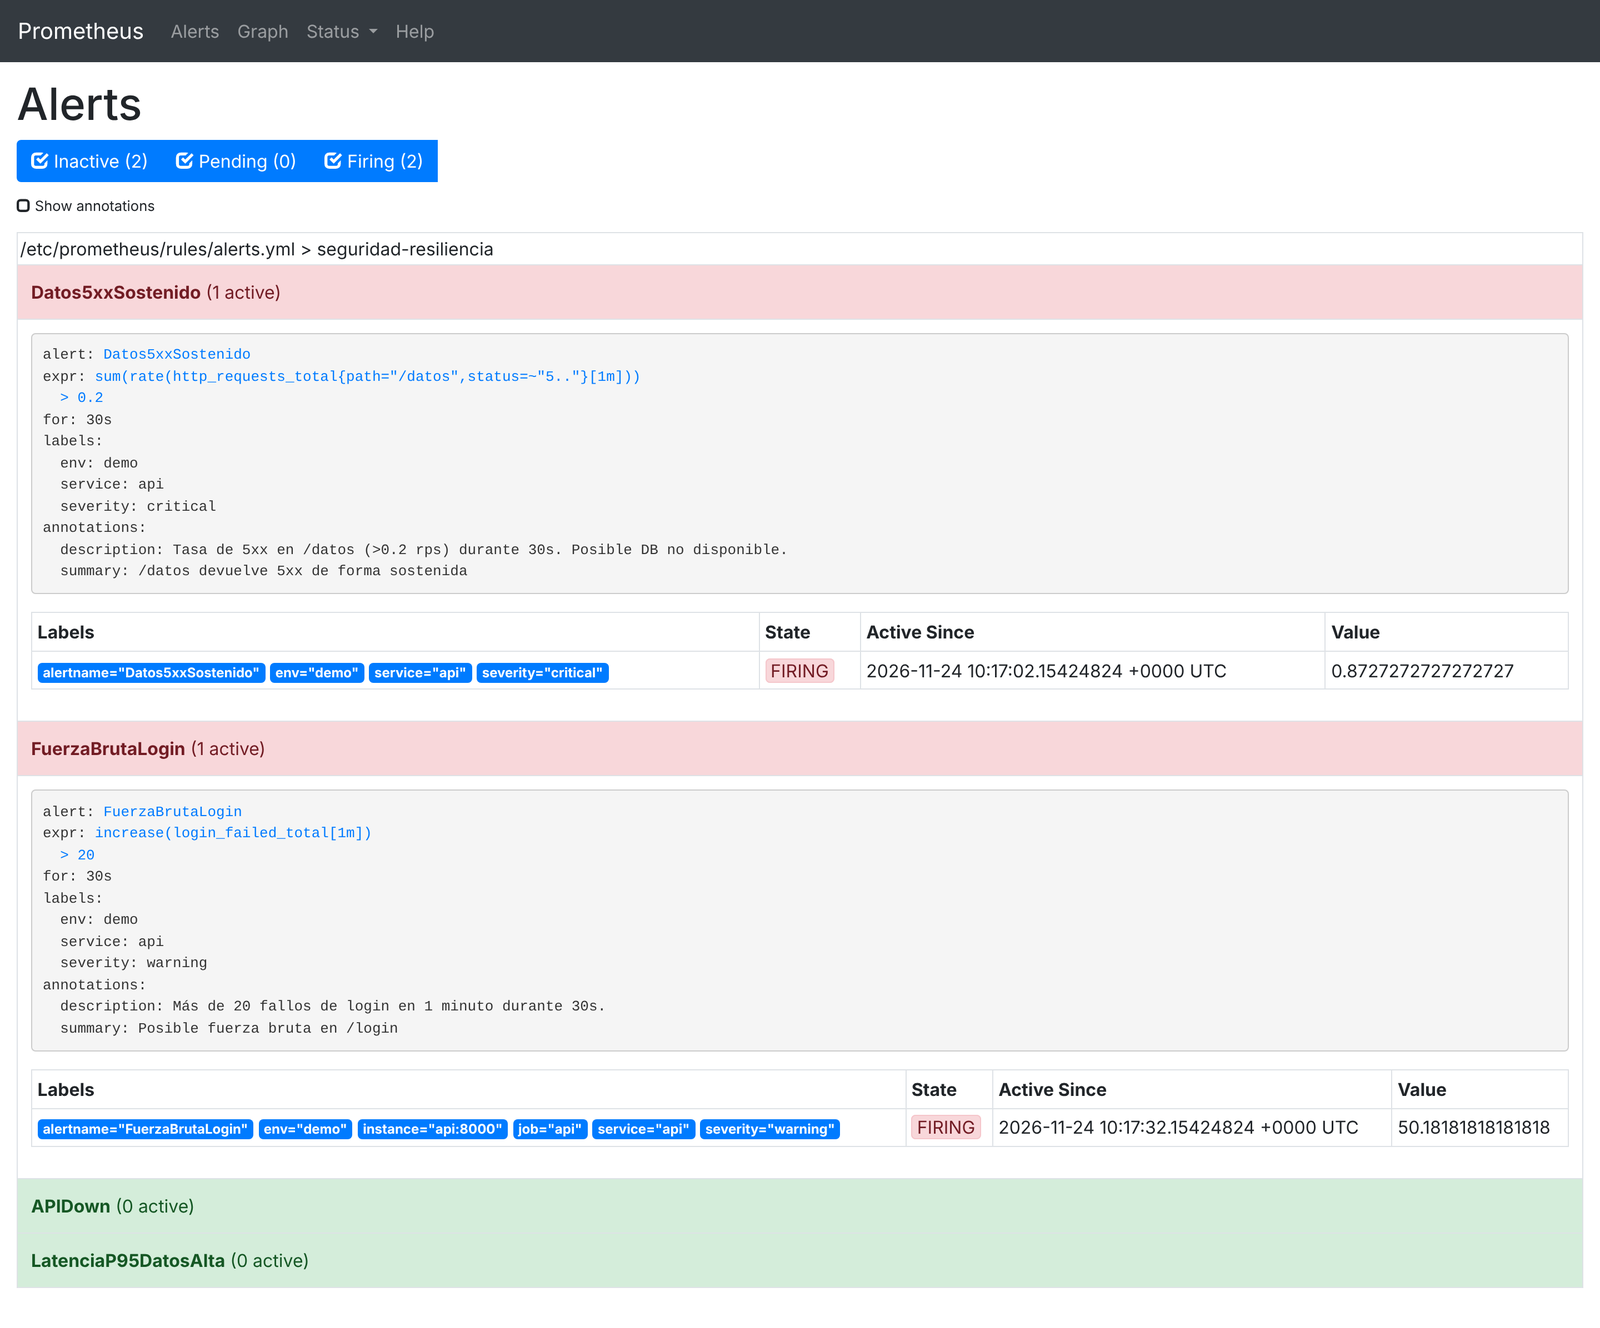 Prometheus Alerts Graph Status Help
Alerts
Inactive (2) Pending (0) Firing (2)
Show annotations
/etc/prometheus/rules/alerts.yml > seguridad-resiliencia
Datos5xxSostenido (1 active)
alert: Datos5xxSostenido
expr: sum(rate(http_requests_total{path="/datos",status=~"5.."}[1m]))
  > 0.2
for: 30s
labels:
  env: demo
  service: api
  severity: critical
annotations:
  description: Tasa de 5xx en /datos (>0.2 rps) durante 30s. Posible DB no disponible.
  summary: /datos devuelve 5xx de forma sostenida
Labels State Active Since Value
alertname="Datos5xxSostenido" env="demo" service="api" severity="critical" FIRING 2026-11-24 10:17:02.15424824 +0000 UTC 0.8727272727272727
FuerzaBrutaLogin (1 active)
alert: FuerzaBrutaLogin
expr: increase(login_failed_total[1m])
  > 20
for: 30s
labels:
  env: demo
  service: api
  severity: warning
annotations:
  description: Más de 20 fallos de login en 1 minuto durante 30s.
  summary: Posible fuerza bruta en /login
Labels State Active Since Value
alertname="FuerzaBrutaLogin" env="demo" instance="api:8000" job="api" service="api" severity="warning" FIRING 2026-11-24 10:17:32.15424824 +0000 UTC 50.18181818181818
APIDown (0 active)
LatenciaP95DatosAlta (0 active)